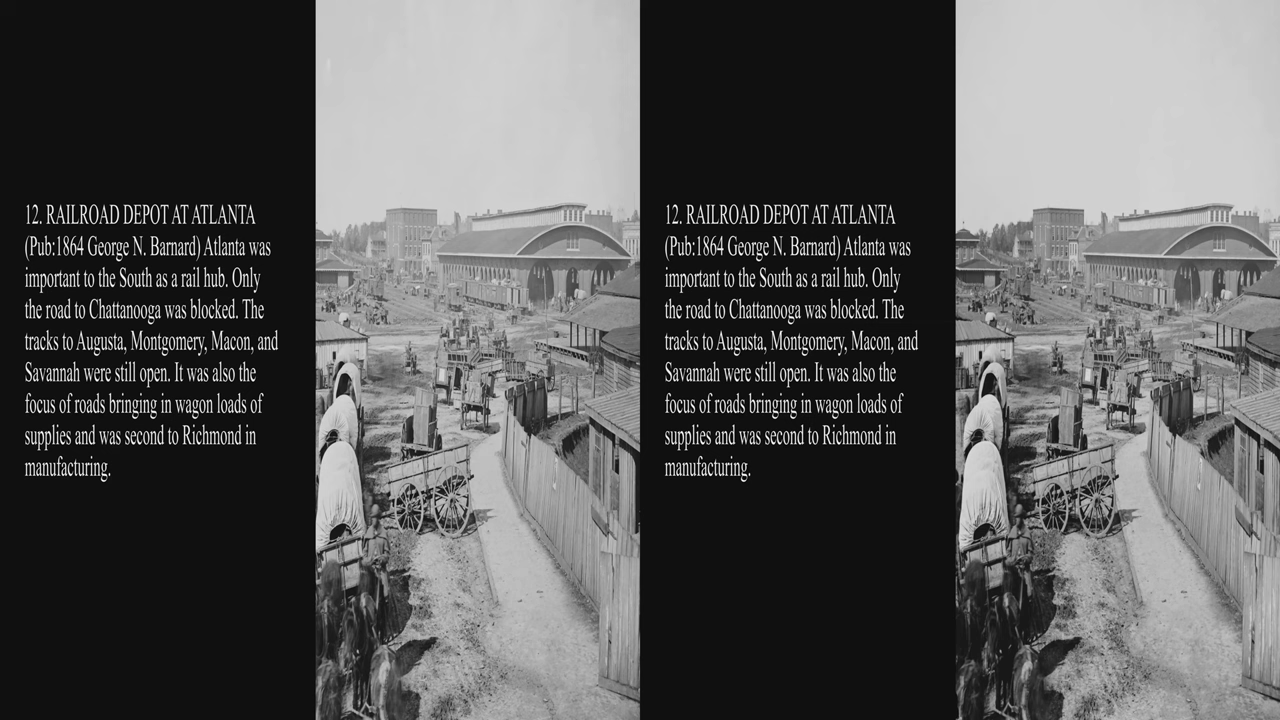 12. RAILROAD DEPOT AT ATLANTA
(Pub:1864 George N. Barnard) Atlanta was
important to the South as a rail hub. Only
the road to Chattanooga was blocked. The
tracks to Augusta, Montgomery, Macon, and
Savannah were still open. It was also the
focus of roads bringing in wagon loads of
supplies and was second to Richmond in
manufacturing.
12. RAILROAD DEPOT AT ATLANTA
(Pub:1864 George N. Barnard) Atlanta was
important to the South as a rail hub. Only
the road to Chattanooga was blocked. The
tracks to Augusta, Montgomery, Macon, and
Savannah were still open. It was also the
focus of roads bringing in wagon loads of
supplies and was second to Richmond in
manufacturing.